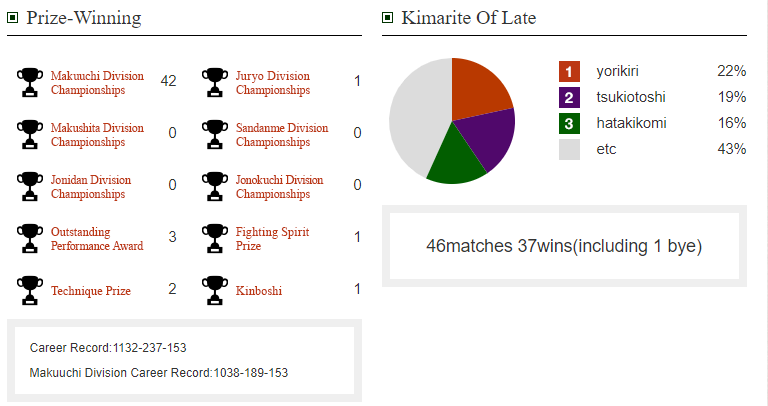 Prize-Winning
Makuuchi Division
Championships
42
Juryo Division
Championships
1
Makushita Division
Championships
0
Sandanme Division
Championships
0
Jonidan Division
Championships
0
Jonokuchi Division
Championships
0
Outstanding
Performance Award
3
Fighting Spirit
Prize
1
Technique Prize
2
Kinboshi
1
Career Record:1132-237-153
Makuuchi Division Career Record:1038-189-153
Kimarite Of Late
1 yorikiri 22%
2 tsukiotoshi 19%
3 hatakikomi 16%
etc 43%
46matches 37wins(including 1 bye)